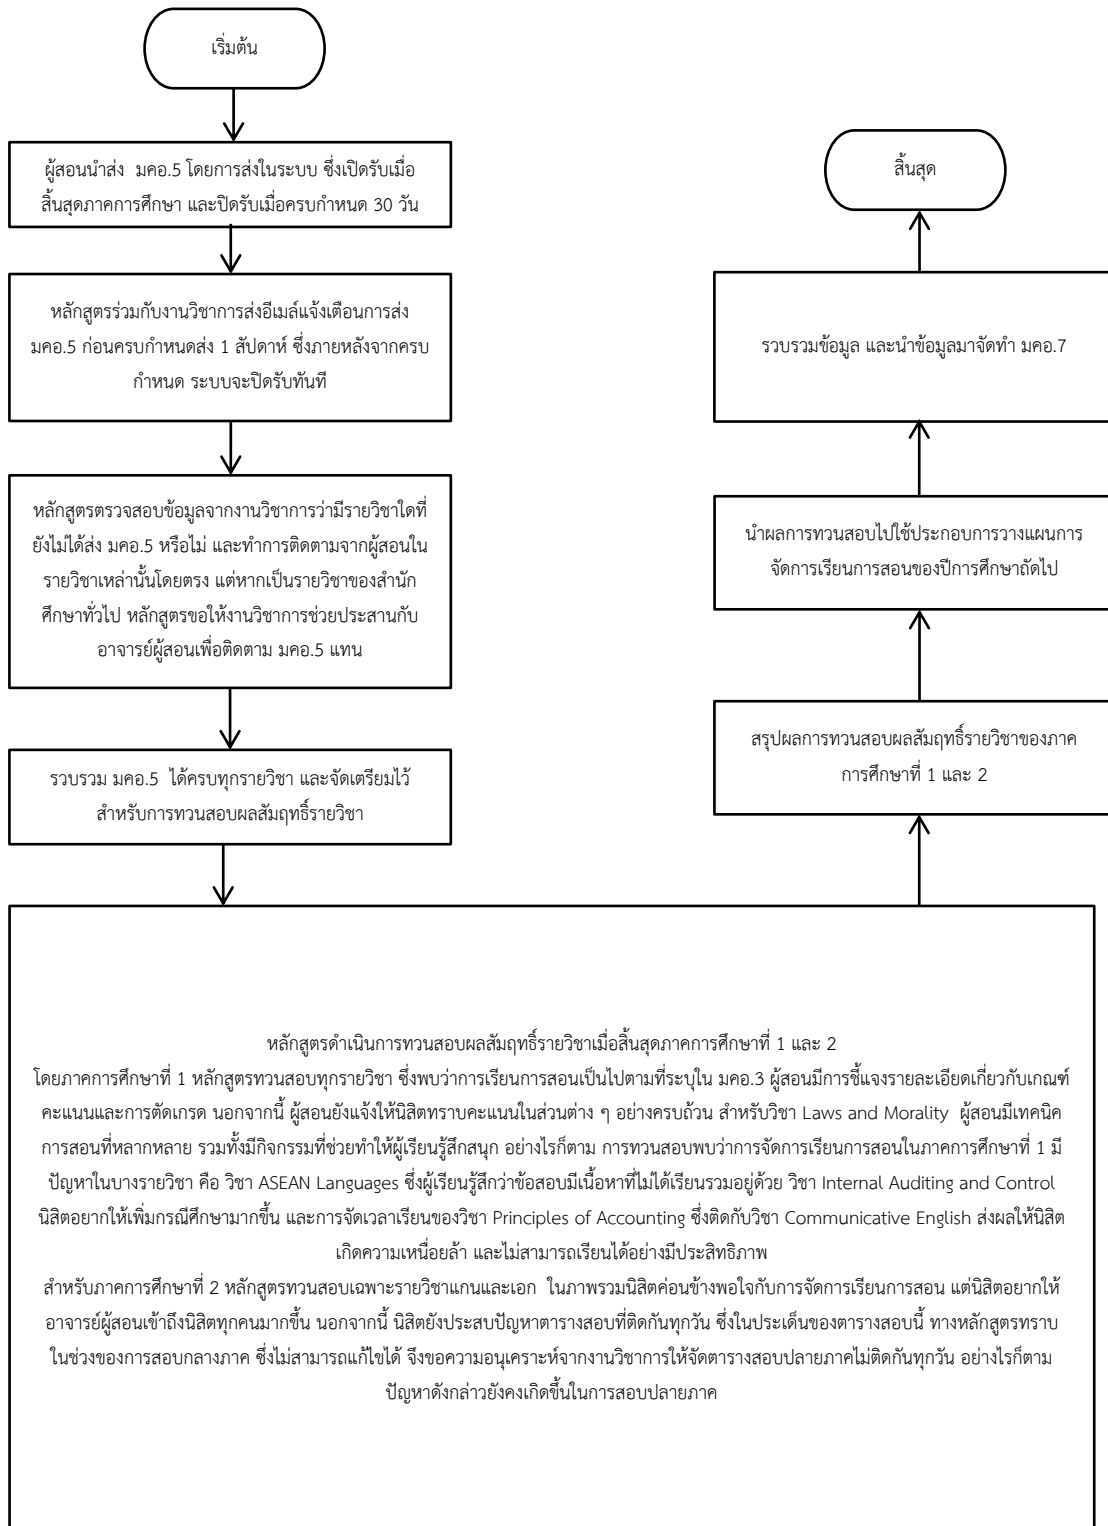 เริ่มต้น
ผู้สอนนำส่ง มคอ.5 โดยการส่งในระบบ ซึ่งเปิดรับเมื่อ
สิ้นสุดภาคการศึกษา และปิดรับเมื่อครบกำหนด 30 วัน
หลักสูตรร่วมกับงานวิชาการส่งอีเมล์แจ้งเตือนการส่ง
มคอ.5 ก่อนครบกำหนดส่ง 1 สัปดาห์ ซึ่งภายหลังจากครบ
กำหนด ระบบจะปิดรับทันที
หลักสูตรตรวจสอบข้อมูลจากงานวิชาการว่ามีรายวิชาใดที่
ยังไม่ได้ส่ง มคอ.5 หรือไม่ และทำการติดตามจากผู้สอนใน
รายวิชาเหล่านั้นโดยตรง แต่หากเป็นรายวิชาของสำนัก
ศึกษาทั่วไป หลักสูตรขอให้งานวิชาการช่วยประสานกับ
อาจารย์ผู้สอนเพื่อติดตาม มคอ.5 แทน
รวบรวม มคอ.5 ได้ครบทุกรายวิชา และจัดเตรียมไว้
สำหรับการทวนสอบผลสัมฤทธิ์รายวิชา
หลักสูตรดำเนินการทวนสอบผลสัมฤทธิ์รายวิชาเมื่อสิ้นสุดภาคการศึกษาที่ 1 และ 2
โดยภาคการศึกษาที่ 1 หลักสูตรทวนสอบทุกรายวิชา ซึ่งพบว่าการเรียนการสอนเป็นไปตามที่ระบุใน มคอ.3 ผู้สอนมีการชี้แจงรายละเอียดเกี่ยวกับเกณฑ์
คะแนนและการตัดเกรด นอกจากนี้ ผู้สอนยังแจ้งให้นิสิตทราบคะแนนในส่วนต่าง ๆ อย่างครบถ้วน สำหรับวิชา Laws and Morality ผู้สอนมีเทคนิค
การสอนที่หลากหลาย รวมทั้งมีกิจกรรมที่ช่วยทำให้ผู้เรียนรู้สึกสนุก อย่างไรก็ตาม การทวนสอบพบว่าการจัดการเรียนการสอนในภาคการศึกษาที่ 1 มี
ปัญหาในบางรายวิชา คือ วิชา ASEAN Languages ซึ่งผู้เรียนรู้สึกว่าข้อสอบมีเนื้อหาที่ไม่ได้เรียนรวมอยู่ด้วย วิชา Internal Auditing and Control
นิสิตอยากให้เพิ่มกรณีศึกษามากขึ้น และการจัดเวลาเรียนของวิชา Principles of Accounting ซึ่งติดกับวิชา Communicative English ส่งผลให้นิสิต
เกิดความเหนื่อยล้า และไม่สามารถเรียนได้อย่างมีประสิทธิภาพ
สำหรับภาคการศึกษาที่ 2 หลักสูตรทวนสอบเฉพาะรายวิชาแกนและเอก ในภาพรวมนิสิตค่อนข้างพอใจกับการจัดการเรียนการสอน แต่นิสิตอยากให้
อาจารย์ผู้สอนเข้าถึงนิสิตทุกคนมากขึ้น นอกจากนี้ นิสิตยังประสบปัญหาตารางสอบที่ติดกันทุกวัน ซึ่งในประเด็นของตารางสอบนี้ ทางหลักสูตรทราบ
ในช่วงของการสอบกลางภาค ซึ่งไม่สามารถแก้ไขได้ จึงขอความอนุเคราะห์จากงานวิชาการให้จัดตารางสอบปลายภาคไม่ติดกันทุกวัน อย่างไรก็ตาม
ปัญหาดังกล่าวยังคงเกิดขึ้นในการสอบปลายภาค
สรุปผลการทวนสอบผลสัมฤทธิ์รายวิชาของภาค
การศึกษาที่ 1 และ 2
นำผลการทวนสอบไปใช้ประกอบการวางแผนการ
จัดการเรียนการสอนของปีการศึกษาถัดไป
รวบรวมข้อมูล และนำข้อมูลมาจัดทำ มคอ.7
สิ้นสุด